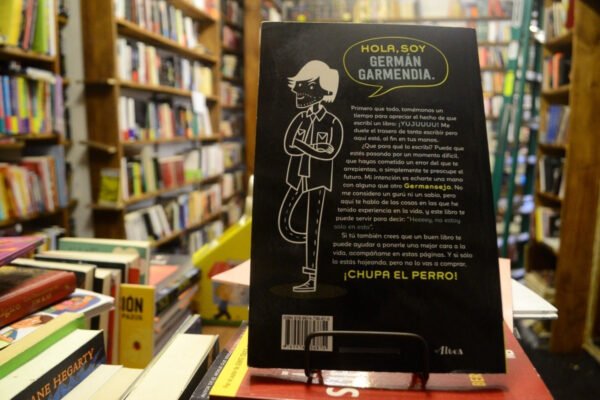 HOLA, SOY
GERMÁN
GARMENDIA.
Primero que todo, tomémonos un
tiempo para apreciar el hecho de que
escribí un libro: ¡YUJUUUU! Me
duele el trasero de tanto escribir pero
aquí está, al fin en tus manos.
¿Que para qué lo escribí? Puede que
estés pasando por un momento difícil,
que hayas cometido un error del que te
arrepientas, o simplemente te preocupe el
futuro. Mi intención es echarte una mano
con alguno que otro Germansejo. No
me considero un gurú ni un sabio, pero
aquí te hablo de las cosas en las que he
tenido experiencia en la vida, y este libro te
puede servir para decir: "Heeeey, no estoy
solo en esto".
Si tú también crees que un buen libro te
puede ayudar a ponerle una mejor cara a la
vida, acompáñame en estas páginas. Y si sólo
lo estás hojeando, pero no lo vas a comprar,
¡CHUPA EL PERRO!
ION
NE HEGARTY